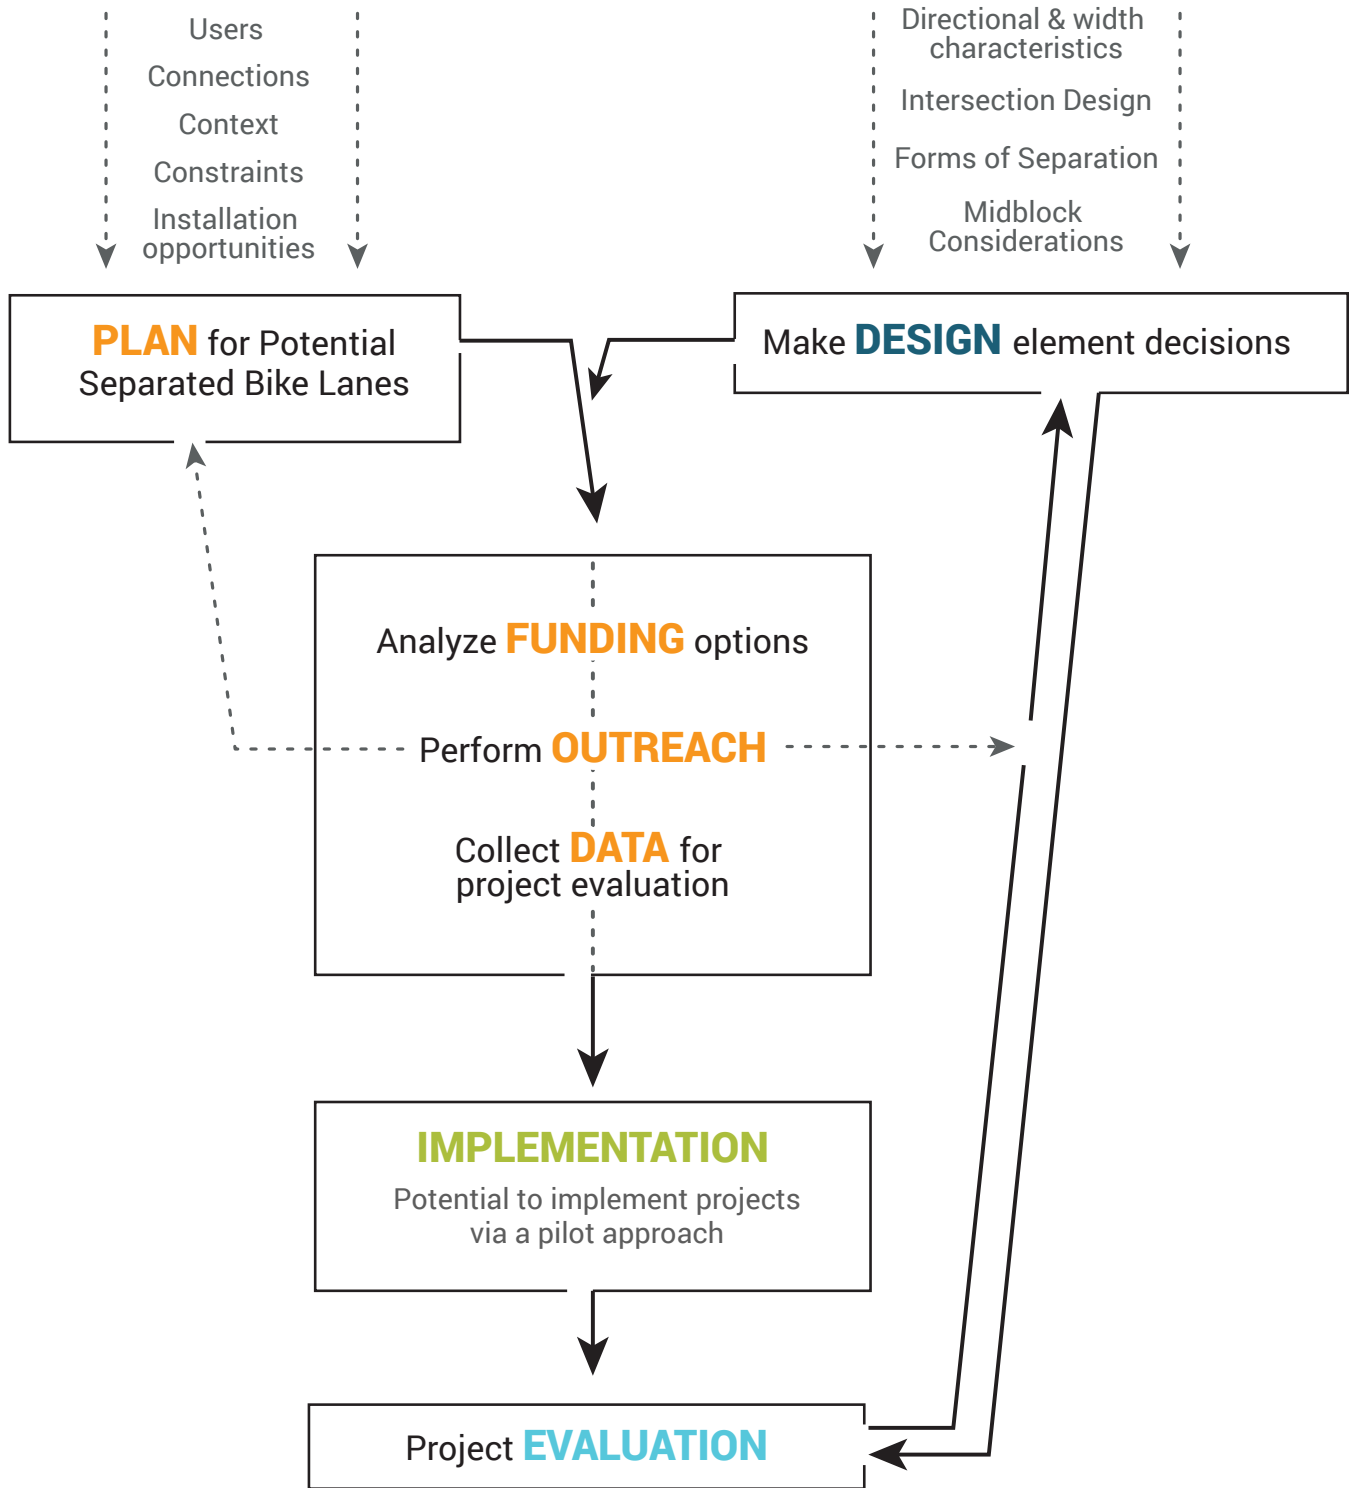 Users
Connections
Context
Constraints
Installation
opportunities
Directional & width
characteristics
Intersection Design
Forms of Separation
Midblock
Considerations
PLAN for Potential
Separated Bike Lanes
Make DESIGN element decisions
Analyze FUNDING options
Perform OUTREACH
Collect DATA for
project evaluation
IMPLEMENTATION
Potential to implement projects
via a pilot approach
Project EVALUATION